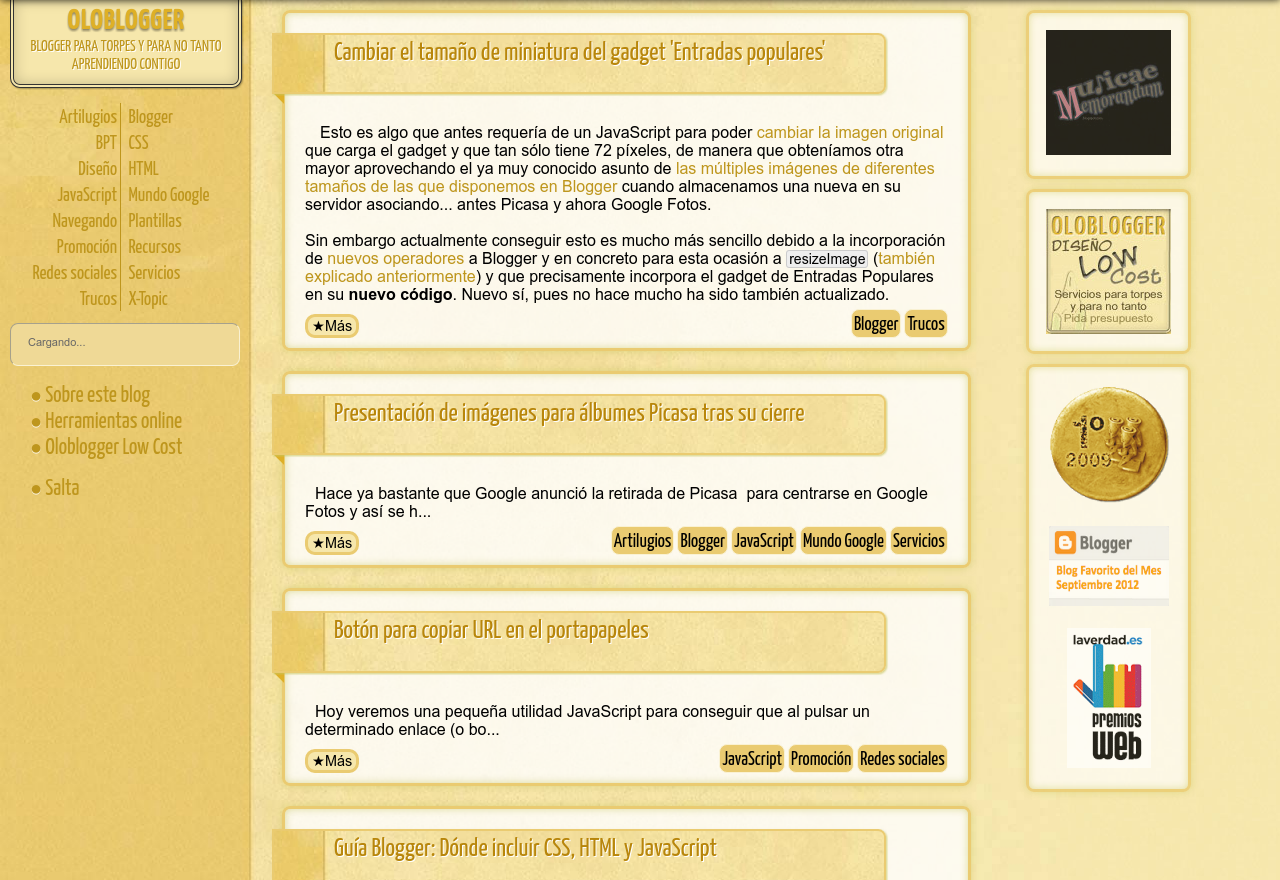 OLOBLOGGER
BLOGGER PARA TORPES Y PARA NO TANTO
APRENDIENDO CONTIGO
Artilugios
Blogger
BPT
CSS
Diseño
HTML
JavaScript
Mundo Google
Navegando
Plantillas
Promoción
Recursos
Redes sociales
Servicios
Trucos
X-Topic
Cargando...
● Sobre este blog
● Herramientas online
● Oloblogger Low Cost
● Salta
Cambiar el tamaño de miniatura del gadget 'Entradas populares'
Esto es algo que antes requería de un JavaScript para poder cambiar la imagen original
que carga el gadget y que tan sólo tiene 72 píxeles, de manera que obteníamos otra
mayor aprovechando el ya muy conocido asunto de las múltiples imágenes de diferentes
tamaños de las que disponemos en Blogger cuando almacenamos una nueva en su
servidor asociando... antes Picasa y ahora Google Fotos.
Sin embargo actualmente conseguir esto es mucho más sencillo debido a la incorporación
de nuevos operadores a Blogger y en concreto para esta ocasión a resizeImage (también
explicado anteriormente) y que precisamente incorpora el gadget de Entradas Populares
en su nuevo código. Nuevo sí, pues no hace mucho ha sido también actualizado.
★Más
Blogger Trucos
Presentación de imágenes para álbumes Picasa tras su cierre
Hace ya bastante que Google anunció la retirada de Picasa  para centrarse en Google
Fotos y así se h...
★Más
Artilugios Blogger JavaScript Mundo Google Servicios
Botón para copiar URL en el portapapeles
Hoy veremos una pequeña utilidad JavaScript para conseguir que al pulsar un
determinado enlace (o bo...
★Más
JavaScript Promoción Redes sociales
Guía Blogger: Dónde incluir CSS, HTML y JavaScript
Musicae
Memorandum
OLOBLOGGER
DISEÑO
LOW
Cost
Servicios para torpes
y para no tanto
Pida presupuesto
1º
2009
Blogger
Blog Favorito del Mes
Septiembre 2012
laverdad.es
PREMIOS
WEB